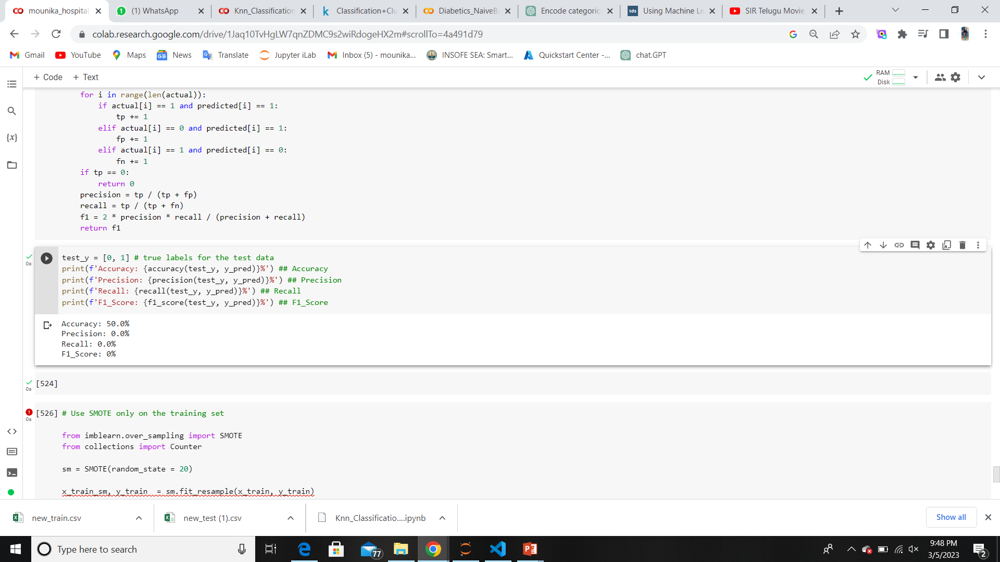 mounika_hospital
(1) WhatsApp
Knn_Classification
Classification+Clu
Diabetics_NaiveBa
Encode categorica
Using Machine Le
SIR Telugu Movie
colab.research.google.com/drive/1Jaq10TvHgLW7qnZDMC9s2wiRdogeHX2m#scrollTo=4a491d79
Gmail
YouTube
Maps
News
Translate
Jupyter iLab
Inbox (5) - mounika...
INSOFE SEA: Smart...
Quickstart Center -...
chat.GPT
+ Code + Text
RAM
Disk
for i in range(len(actual)):
if actual[i] == 1 and predicted[i] == 1:
tp += 1
elif actual[i] == 0 and predicted[i] == 1:
fp += 1
elif actual[i] == 1 and predicted[i] == 0:
fn += 1
if tp == 0:
return 0
precision = tp / (tp + fp)
recall = tp / (tp + fn)
f1 = 2 * precision * recall / (precision + recall)
return f1
0s
test_y = [0, 1] # true labels for the test data
print(f'Accuracy: {accuracy(test_y, y_pred)}%') ## Accuracy
print(f'Precision: {precision(test_y, y_pred)}%') ## Precision
print(f'Recall: {recall(test_y, y_pred)}%') ## Recall
print(f'F1_Score: {f1_score(test_y, y_pred)}%') ## F1_Score
Accuracy: 50.0%
Precision: 0.0%
Recall: 0.0%
F1_Score: 0%
[524]
0s
[526] # Use SMOTE only on the training set
0s
from imblearn.over_sampling import SMOTE
from collections import Counter
sm = SMOTE(random_state = 20)
x_train_sm, y_train  = sm.fit_resample(x_train, y_train)
new_train.csv
new_test (1).csv
Knn_Classificatio....ipynb
Show all
Type here to search
77
9:48 PM
3/5/2023
2